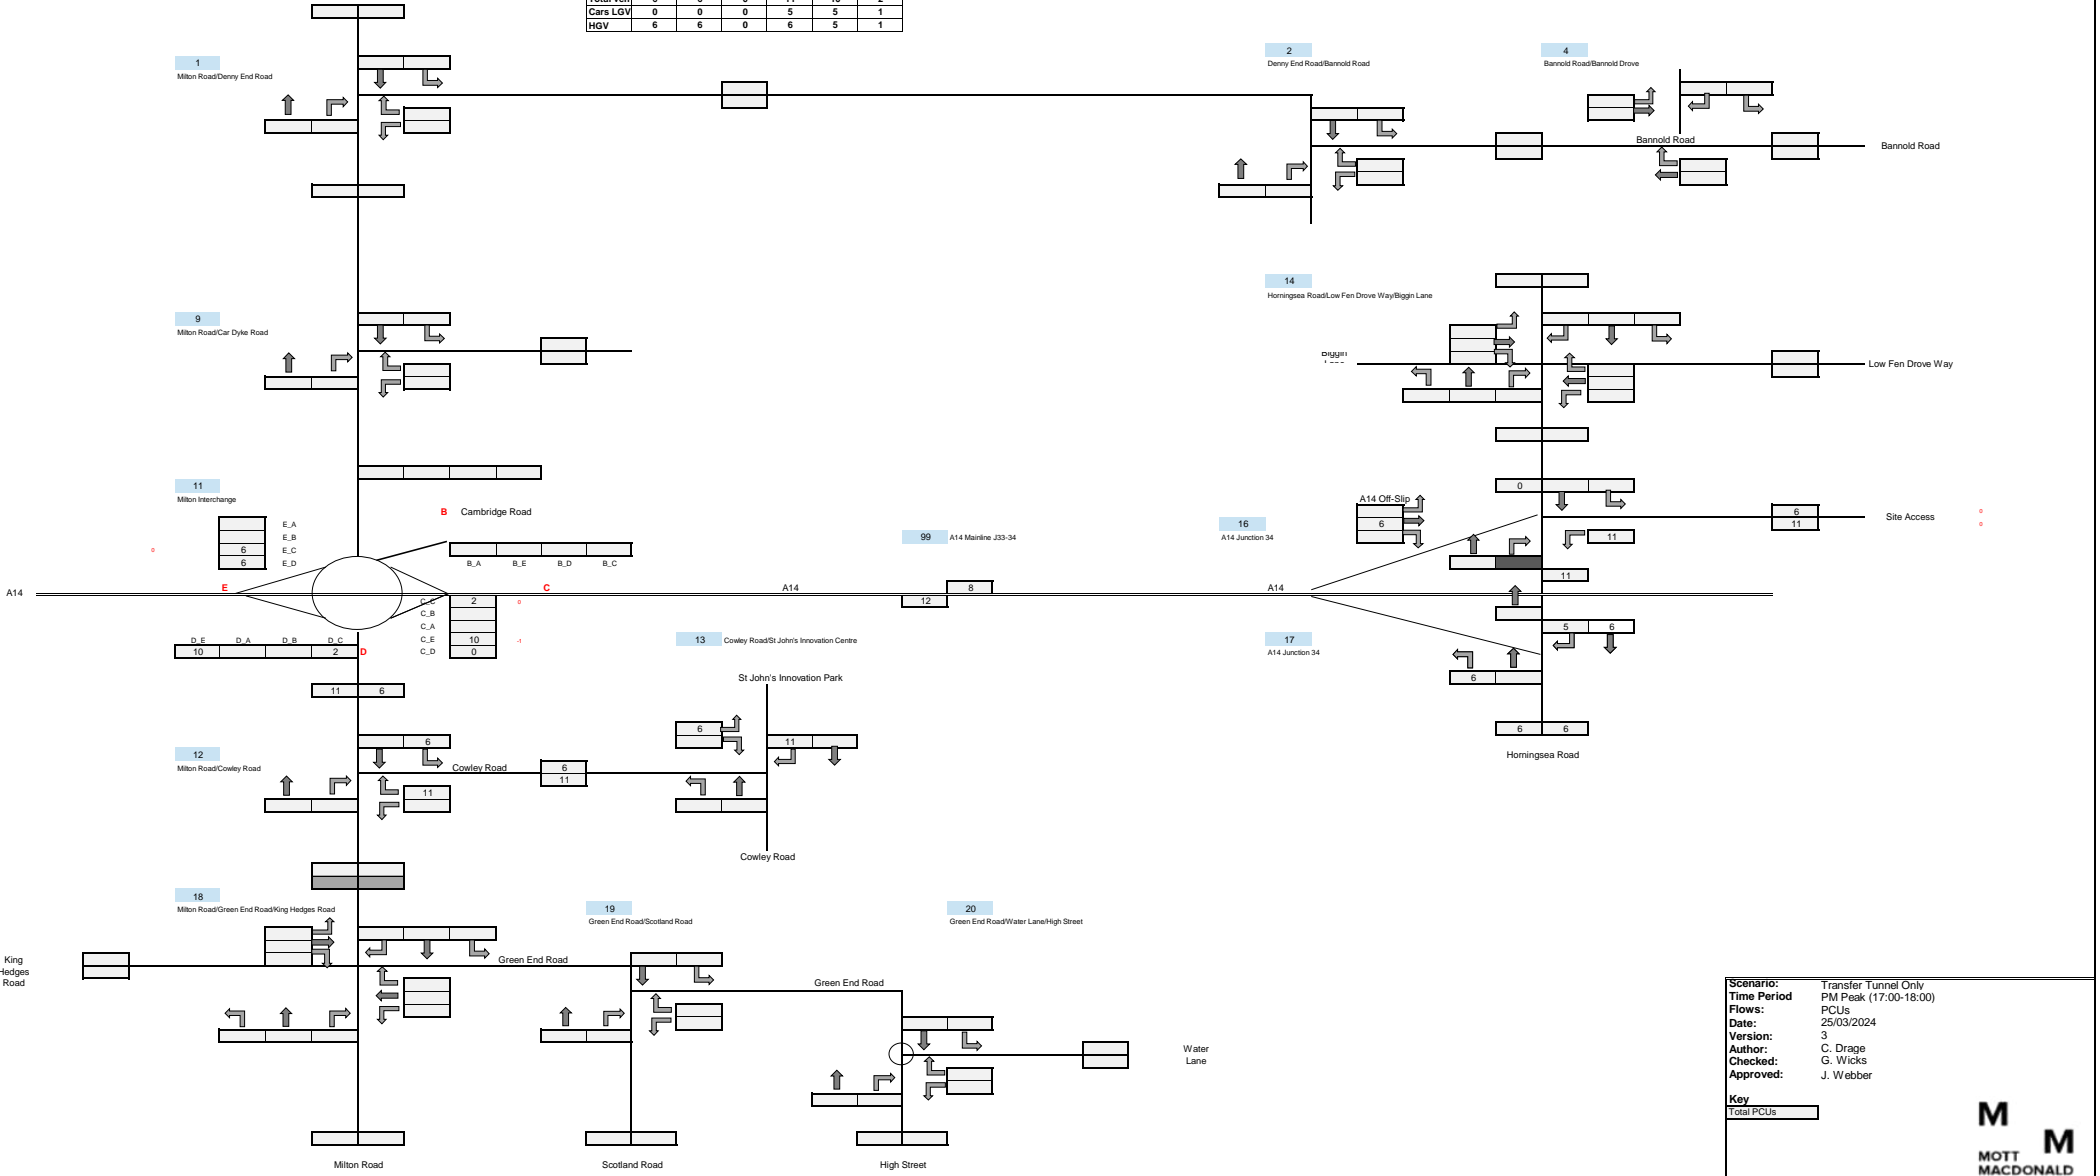 Cars LGV 0 0 0 5 5 1
HGV 6 6 0 6 5 1
1
Milton Road/Denny End Road
2
Denny End Road/Bannold Road
4
Bannold Road/Bannold Drove
Bannold Road
Bannold Road
14
Horningsea Road/Low Fen Drove Way/Biggin Lane
9
Milton Road/Car Dyke Road
Biggin
Low Fen Drove Way
11
Milton Interchange
B Cambridge Road
E_A
E_B
0 6 E_C
6 E_D
B_A B_E B_D B_C
99 A14 Mainline J33-34
16
A14 Junction 34
0
A14 Off-Slip
6
6
11
Site Access
0
0
11
11
A14
E
C
A14
8
12
A14
C_C 2 0
C_B
C_A
C_E 10 -1
C_D 0
D_E D_A D_B D_C
10 2 D
13 Cowley Road/St John's Innovation Centre
17
A14 Junction 34
5 6
6
11 6
St John's Innovation Park
6
11
6 6
Horningsea Road
12
Milton Road/Cowley Road
6
Cowley Road
6
11
11
Cowley Road
18
Milton Road/Green End Road/King Hedges Road
19
Green End Road/Scotland Road
20
Green End Road/Water Lane/High Street
King
Hedges
Road
Green End Road
Green End Road
Water
Lane
Milton Road
Scotland Road
High Street
Scenario: Transfer Tunnel Only
Time Period PM Peak (17:00-18:00)
Flows: PCUs
Date: 25/03/2024
Version: 3
Author: C. Drage
Checked: G. Wicks
Approved: J. Webber
Key
Total PCUs
M
M
MOTT
MACDONALD